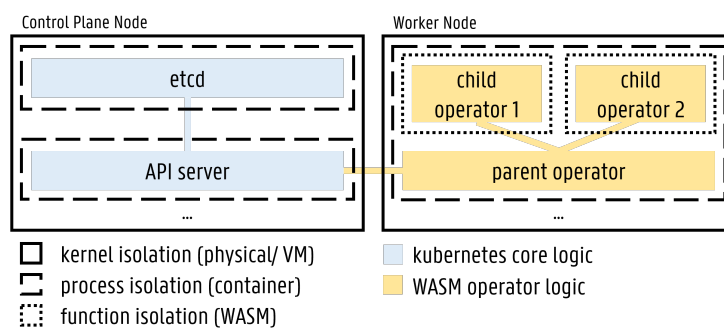 Control Plane Node
Worker Node
etcd
child
operator 1
child
operator 2
API server
parent operator
...
...
kernel isolation (physical/ VM)
process isolation (container)
function isolation (WASM)
kubernetes core logic
WASM operator logic